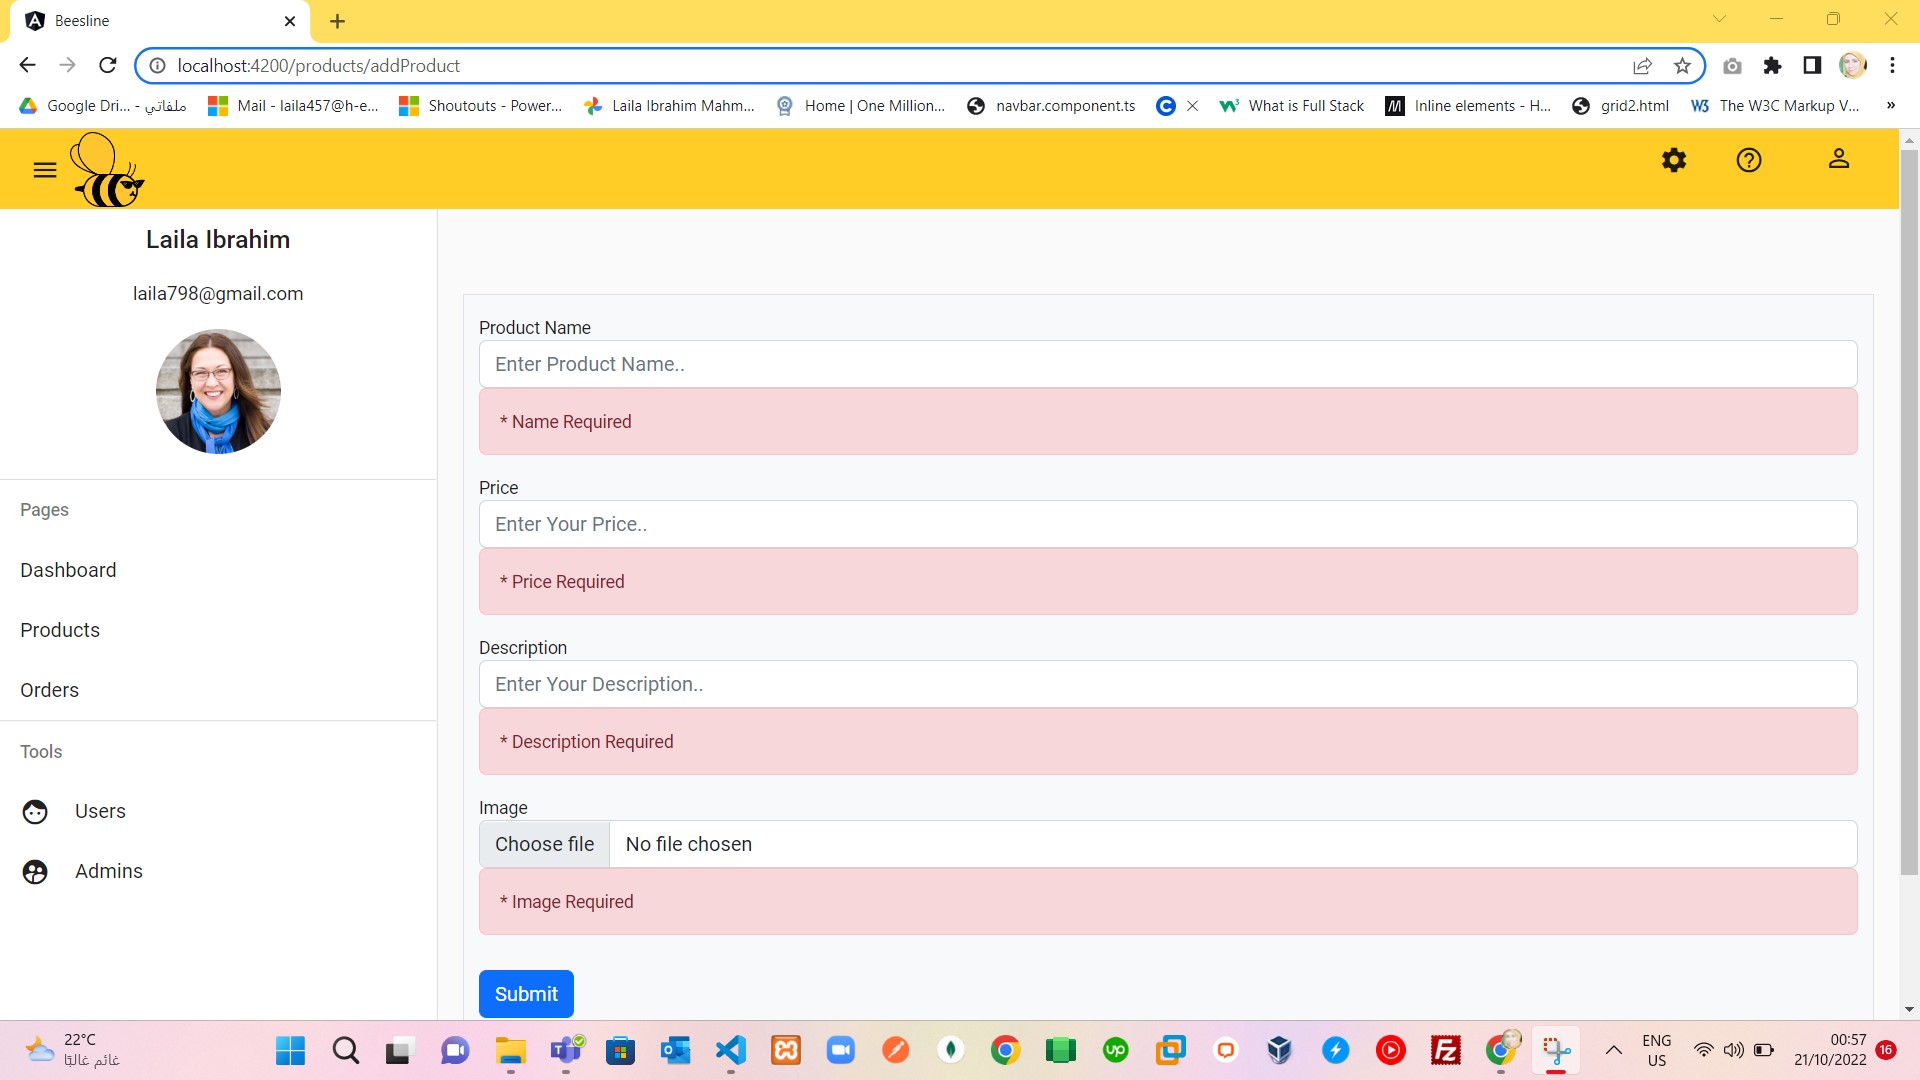 Beesline
localhost:4200/products/addProduct
Google Dri... - ملفاتي
Mail - laila457@h-e...
Shoutouts - Power...
Laila Ibrahim Mahm...
Home | One Million...
navbar.component.ts
What is Full Stack
Inline elements - H...
grid2.html
The W3C Markup V...
»
Laila Ibrahim
laila798@gmail.com
Pages
Dashboard
Products
Orders
Tools
Users
Admins
Product Name
Enter Product Name..
* Name Required
Price
Enter Your Price..
* Price Required
Description
Enter Your Description..
* Description Required
Image
Choose file No file chosen
* Image Required
Submit
22°C
غائم غالبًا
ENG
US
00:57
21/10/2022
16